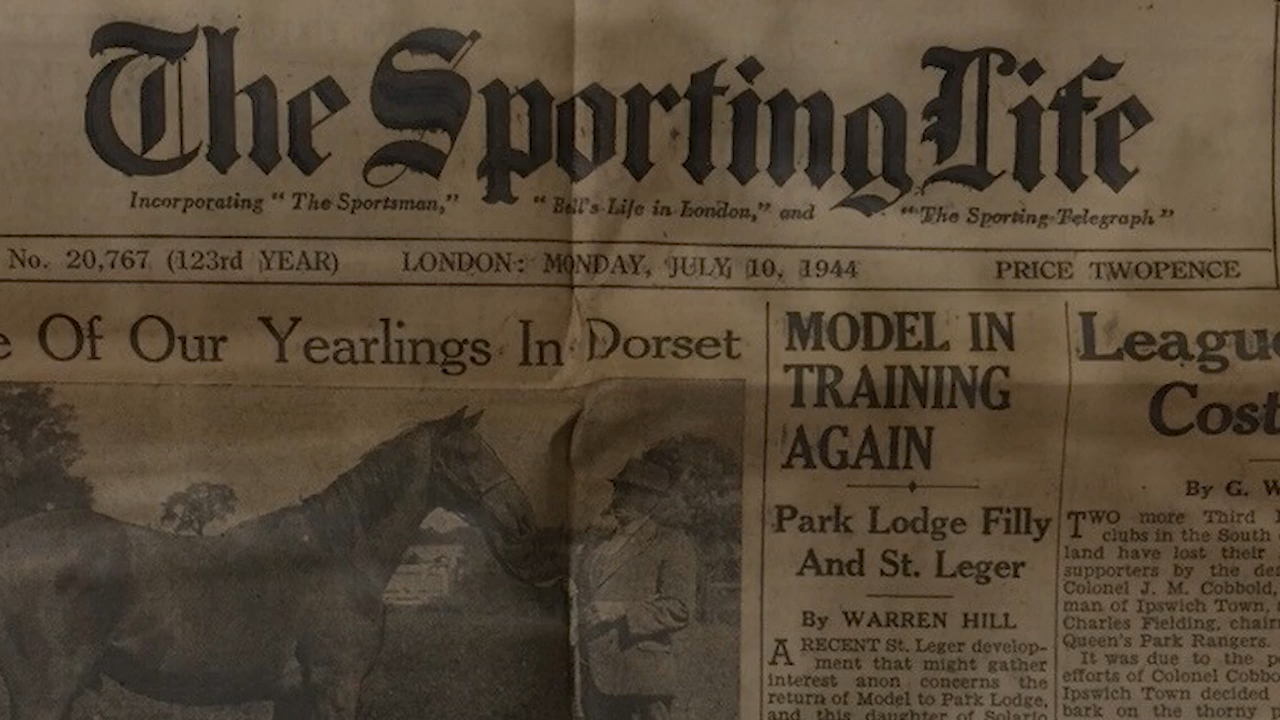 The Sporting Life
Incorporating “ The Sportsman,” “ Bell's Life in London,” and “ The Sporting Telegraph ”
No. 20,767 (123rd YEAR) LONDON: MONDAY, JULY 10, 1944 PRICE TWOPENCE
Of Our Yearlings In Dorset
MODEL IN
TRAINING
AGAIN
Park Lodge Filly
And St. Leger
By WARREN HILL
A RECENT St. Leger develop-
ment that might gather
interest anon concerns the
return of Model to Park Lodge,
and this daughter of Solario
Cost
By G. W
TWO more Third
clubs in the South
land have lost their
supporters by the
Colonel J. M. Cobbold,
man of Ipswich Town,
Charles Fielding,
Queen's Park Rangers.
It was due to the
efforts of Colonel
Ipswich Town decided
bark on the thorny